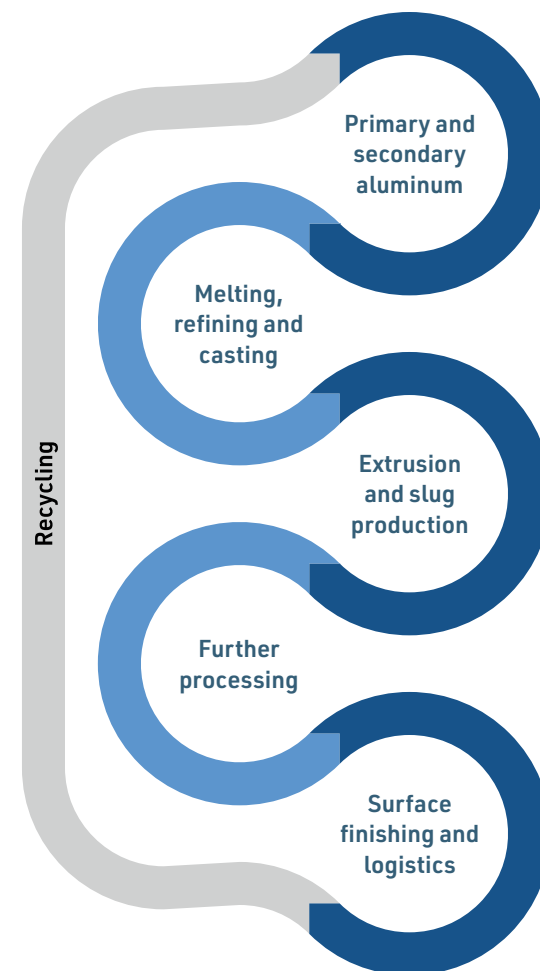 Primary and
secondary
aluminum
Melting,
refining and
casting
Extrusion
and slug
production
Recycling
Further
processing
Surface
finishing and
logistics